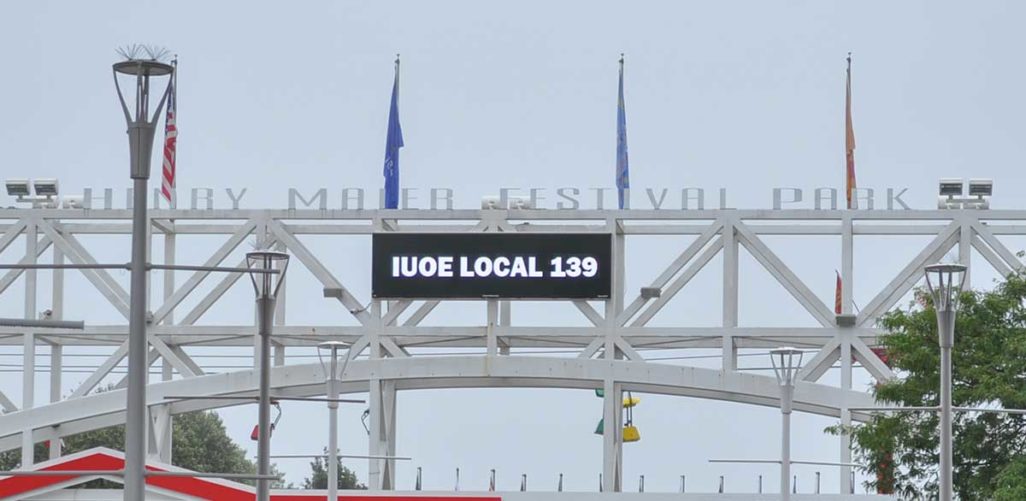 HENRY MAIER FESTIVAL PARK
IUOE LOCAL 139